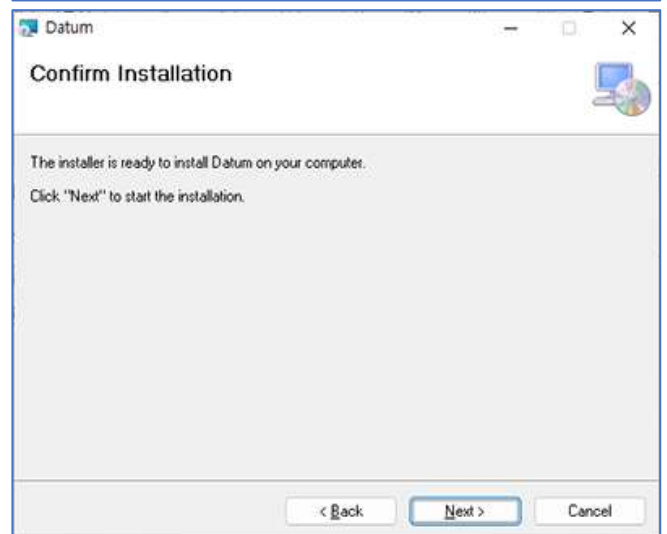 Datum
Confirm Installation
The installer is ready to install Datum on your computer.
Click "Next" to start the installation.
< Back
Next >
Cancel